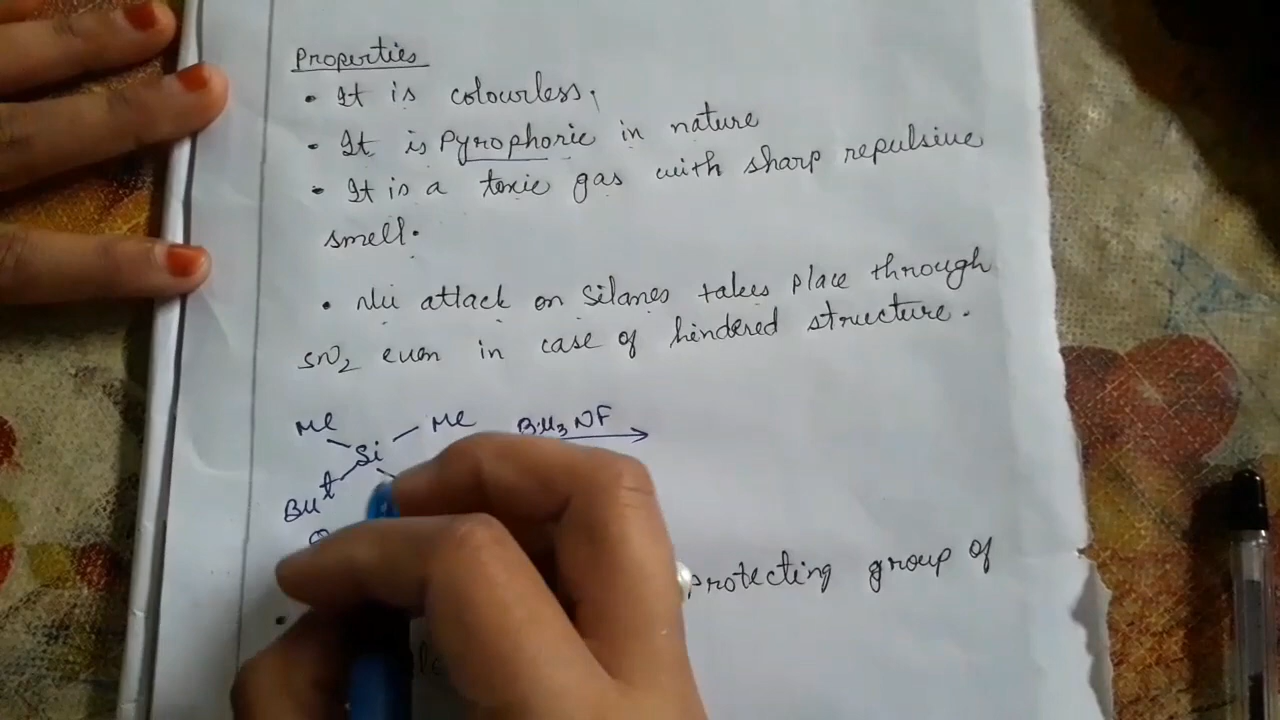 Properties
• It is colourless.
• It is Pyrophoric in nature
• It is a toxic gas with sharp repulsive
smell.
• Nu attack on Silanes takes place through
SN2 even in case of hindered structure.
Me Me Bu3NF
Si
But
protecting group of